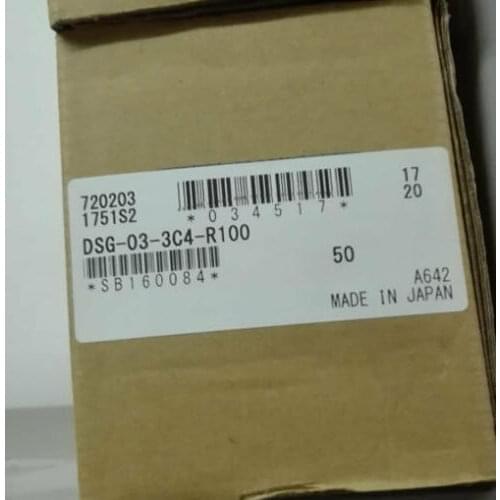 720203
1751S2
*034517*
17
20
DSG-03-3C4-R100
*SB160084*
50
A642
MADE IN JAPAN